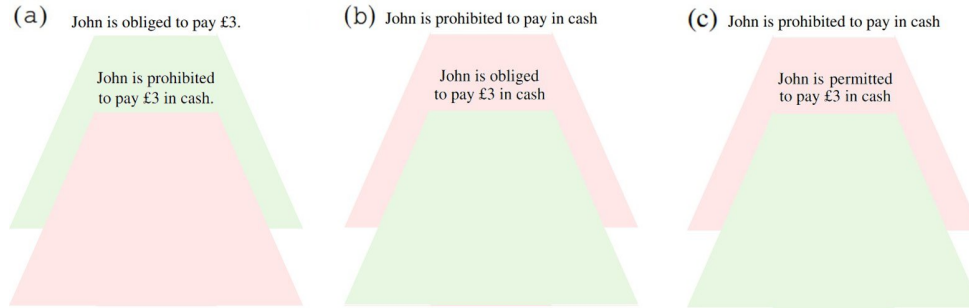 (a) John is obliged to pay £3.
John is prohibited
to pay £3 in cash.
(b) John is prohibited to pay in cash
John is obliged
to pay £3 in cash
(c) John is prohibited to pay in cash
John is permitted
to pay £3 in cash